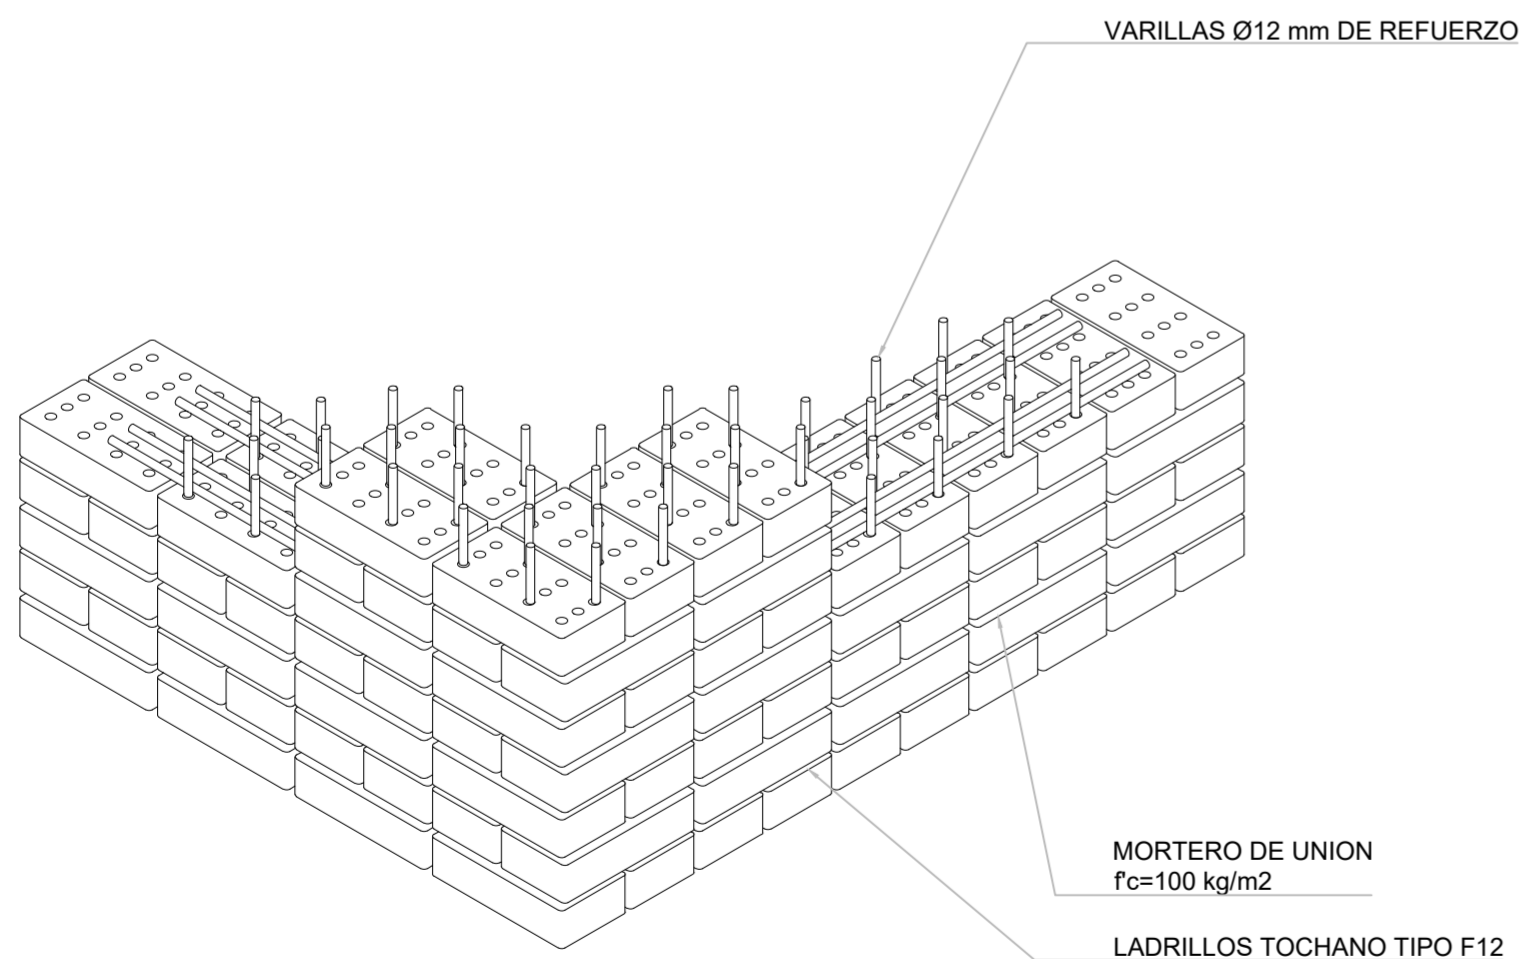 VARILLAS Ø12 mm DE REFUERZO
MORTERO DE UNION
f'c=100 kg/m2
LADRILLOS TOCHANO TIPO F12